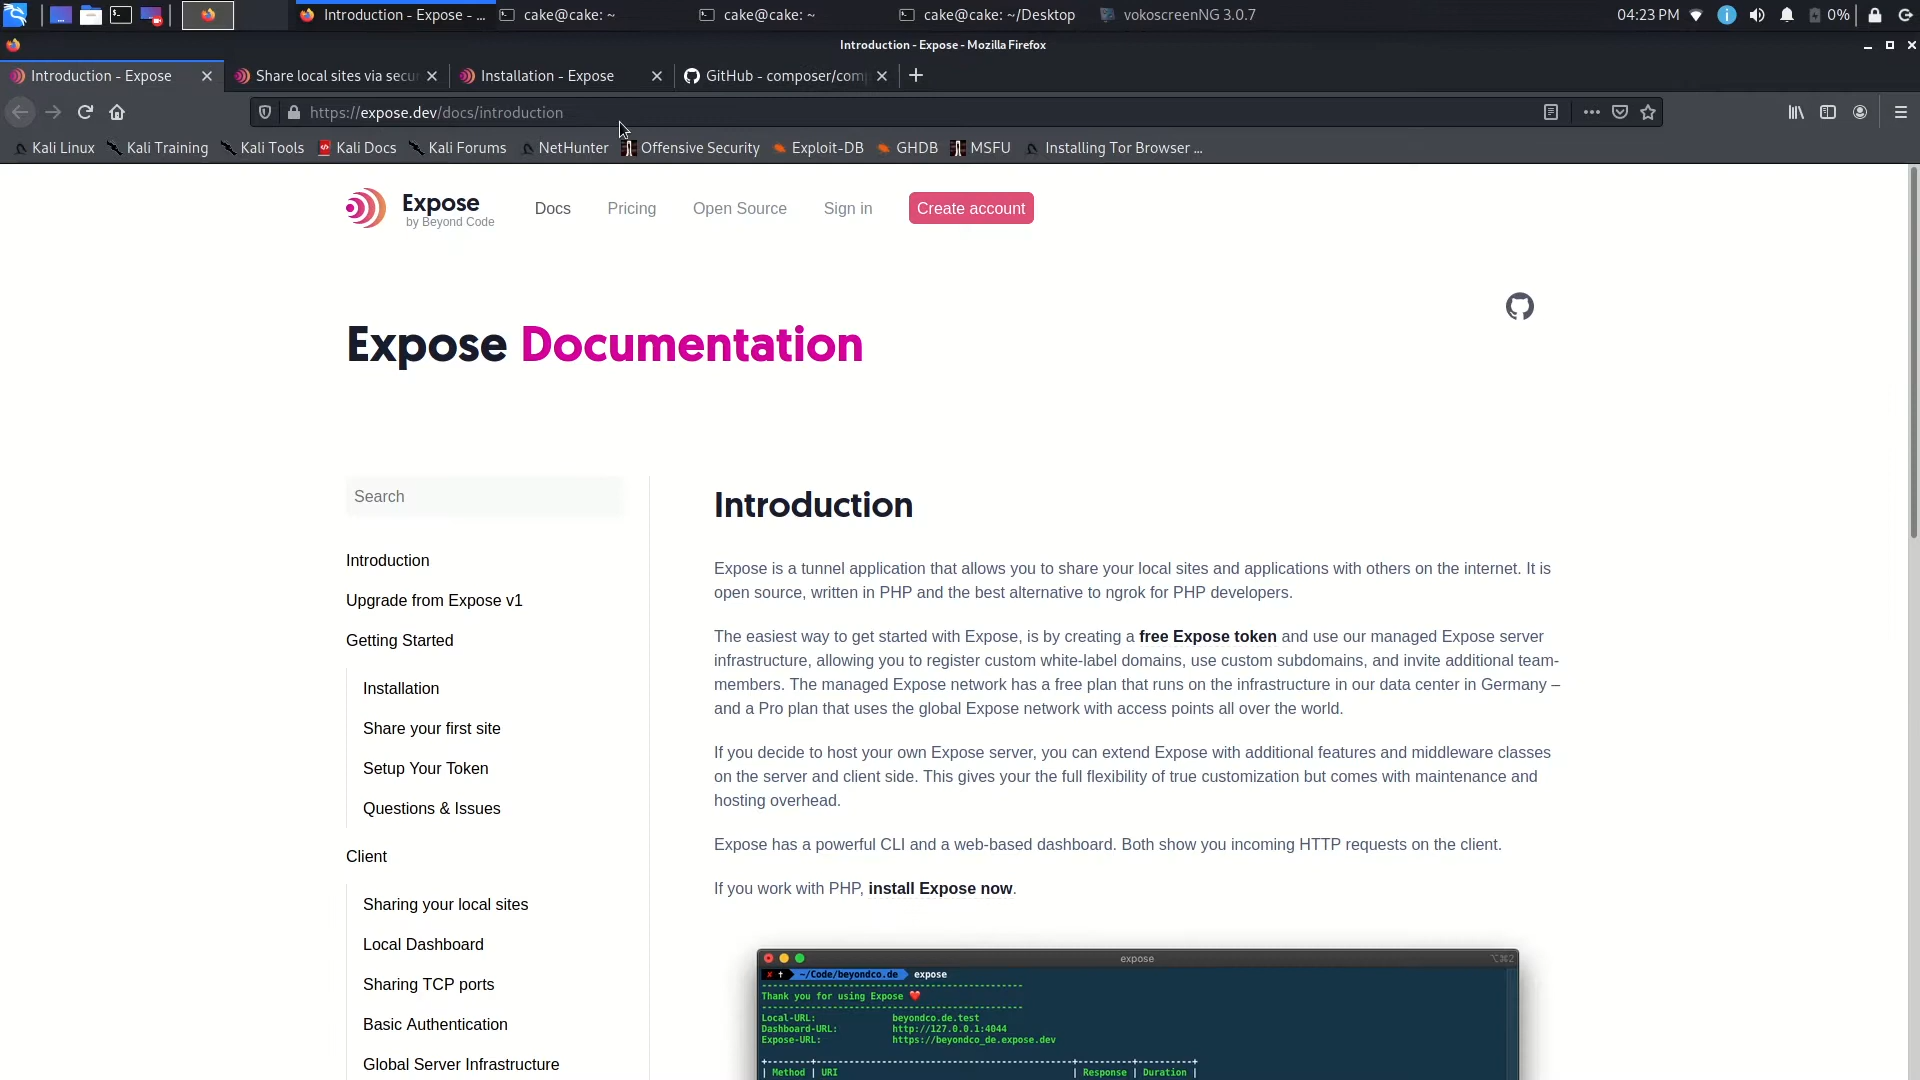 Introduction - Expose - ...
cake@cake: ~
cake@cake: ~
cake@cake: ~/Desktop
vokoscreenNG 3.0.7
04:23 PM
0%
Introduction - Expose - Mozilla Firefox
Introduction - Expose
Share local sites via secu
Installation - Expose
GitHub - composer/com
https://expose.dev/docs/introduction
Kali Linux
Kali Training
Kali Tools
Kali Docs
Kali Forums
NetHunter
Offensive Security
Exploit-DB
GHDB
MSFU
Installing Tor Browser ...
Expose
by Beyond Code
Docs
Pricing
Open Source
Sign in
Create account
Expose Documentation
Search
Introduction
Upgrade from Expose v1
Getting Started
Installation
Share your first site
Setup Your Token
Questions & Issues
Client
Sharing your local sites
Local Dashboard
Sharing TCP ports
Basic Authentication
Global Server Infrastructure
Introduction
Expose is a tunnel application that allows you to share your local sites and applications with others on the internet. It is
open source, written in PHP and the best alternative to ngrok for PHP developers.
The easiest way to get started with Expose, is by creating a free Expose token and use our managed Expose server
infrastructure, allowing you to register custom white-label domains, use custom subdomains, and invite additional team-
members. The managed Expose network has a free plan that runs on the infrastructure in our data center in Germany –
and a Pro plan that uses the global Expose network with access points all over the world.
If you decide to host your own Expose server, you can extend Expose with additional features and middleware classes
on the server and client side. This gives your the full flexibility of true customization but comes with maintenance and
hosting overhead.
Expose has a powerful CLI and a web-based dashboard. Both show you incoming HTTP requests on the client.
If you work with PHP, install Expose now.
expose
⌥⌘2
~/Code/beyondco.de expose
Thank you for using Expose ❤️
Local-URL: beyondco.de.test
Dashboard-URL: http://127.0.0.1:4044
Expose-URL: https://beyondco_de.expose.dev
| Method | URI | Response | Duration |